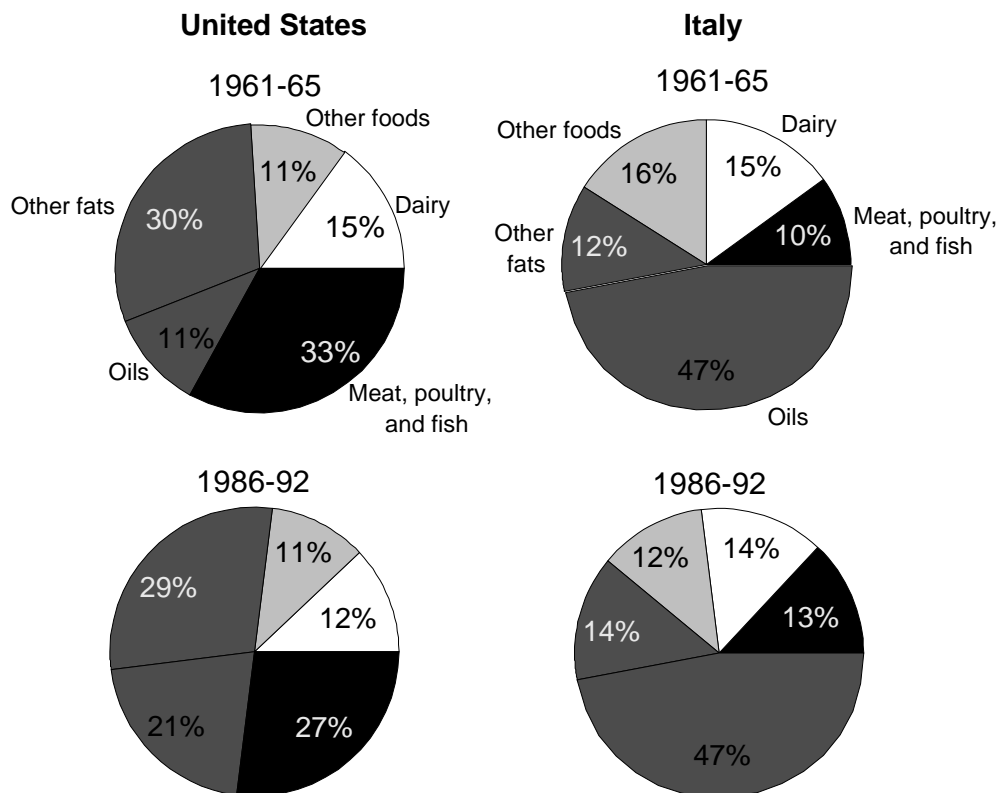 United States
1961-65
Other foods
11%
Other fats
30%
15%
Dairy
11%
Oils
33%
Meat, poultry,
and fish
Italy
1961-65
Other foods
Dairy
16%
15%
Other
fats
12%
10%
Meat, poultry,
and fish
47%
Oils
1986-92
11%
29%
12%
21%
27%
1986-92
12%
14%
14%
13%
47%